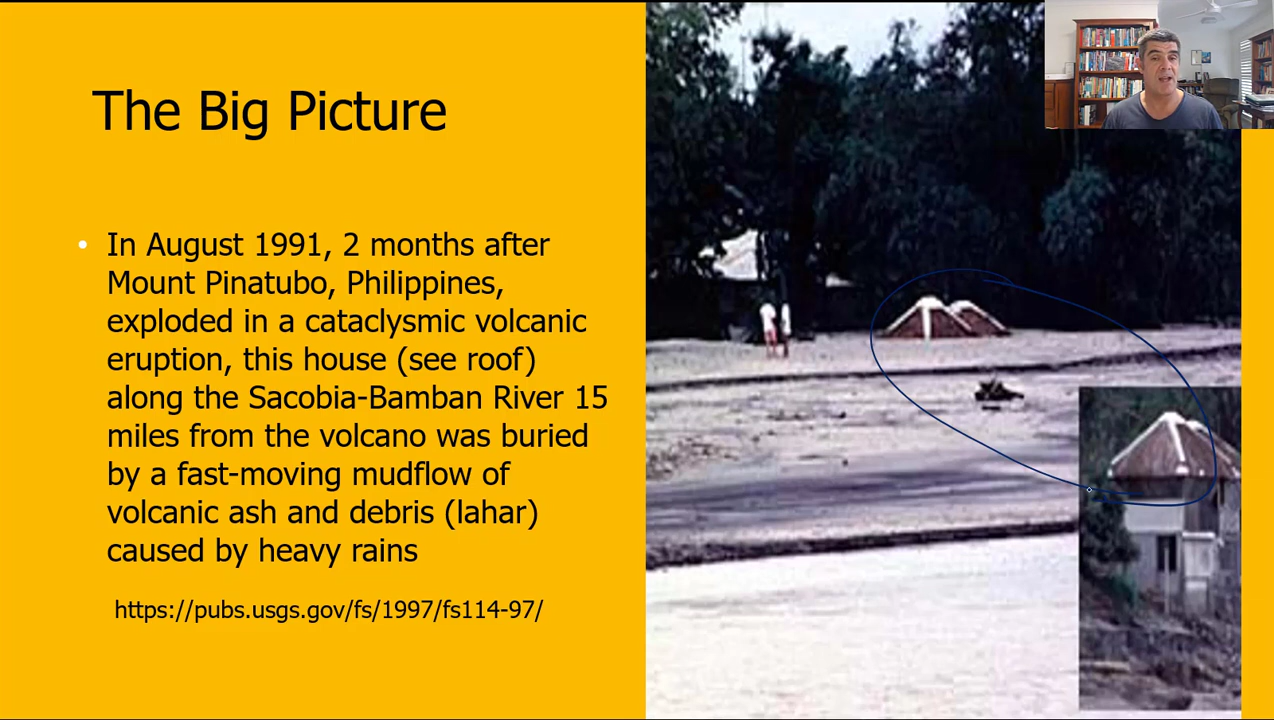 The Big Picture
• In August 1991, 2 months after
Mount Pinatubo, Philippines,
exploded in a cataclysmic volcanic
eruption, this house (see roof)
along the Sacobia-Bamban River 15
miles from the volcano was buried
by a fast-moving mudflow of
volcanic ash and debris (lahar)
caused by heavy rains
https://pubs.usgs.gov/fs/1997/fs114-97/